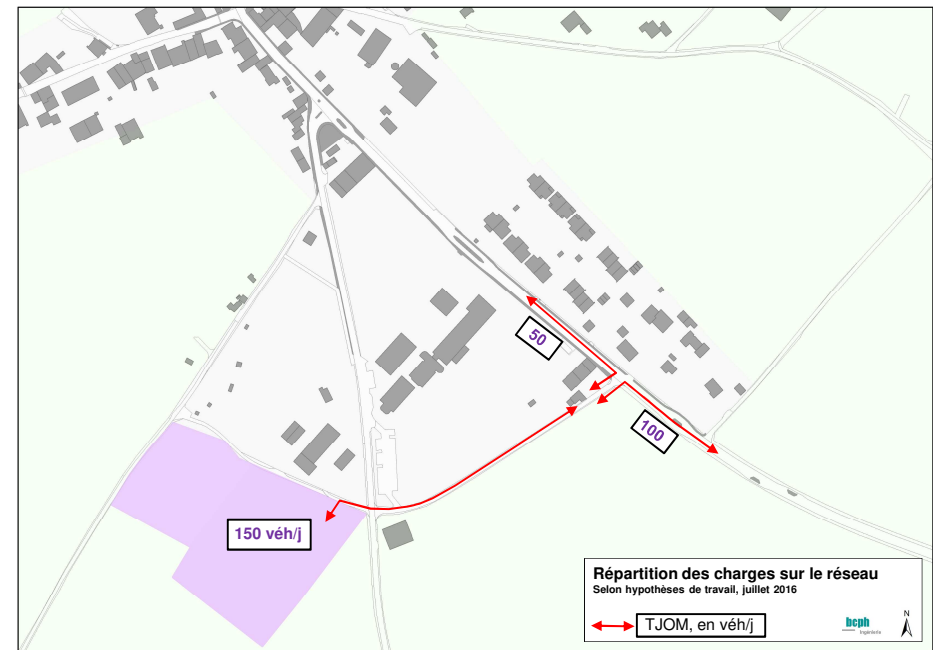 50
100
150 véh/j
Répartition des charges sur le réseau
Selon hypothèses de travail, juillet 2016
TJOM, en véh/j
bcph
Ingénierie
N